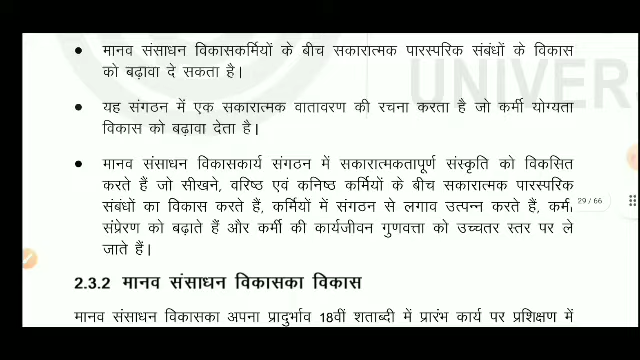 UNIVER
• मानव संसाधन विकासकर्मियों के बीच सकारात्मक पारस्परिक संबंधों के विकास
को बढ़ावा दे सकता है।
• यह संगठन में एक सकारात्मक वातावरण की रचना करता है जो कर्मी योग्यता
विकास को बढ़ावा देता है।
• मानव संसाधन विकासकार्य संगठन में सकारात्मकतापूर्ण संस्कृति को विकसित
करते हैं जो सीखने, वरिष्ठ एवं कनिष्ठ कर्मियों के बीच सकारात्मक पारस्परिक
संबंधों का विकास करते हैं, कर्मियों में संगठन से लगाव उत्पन्न करते हैं, कर्मी
संप्रेरण को बढ़ाते हैं और कर्मी की कार्यजीवन गुणवत्ता को उच्चतर स्तर पर ले
जाते हैं।
29 / 66
2.3.2 मानव संसाधन विकासका विकास
मानव संसाधन विकासका अपना प्रादुर्भाव 18वीं शताब्दी में प्रारंभ कार्य पर प्रशिक्षण में